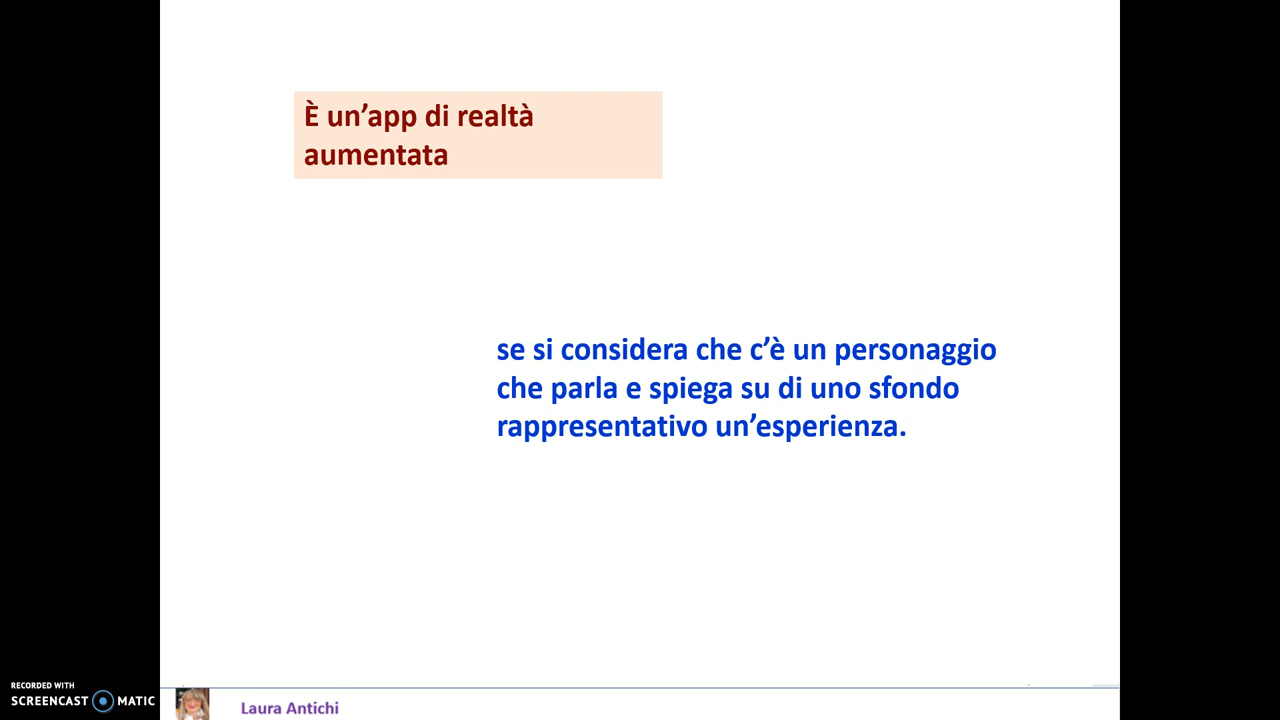 È un’app di realtà
aumentata
se si considera che c’è un personaggio
che parla e spiega su di uno sfondo
rappresentativo un’esperienza.
RECORDED WITH
SCREENCAST MATIC
Laura Antichi